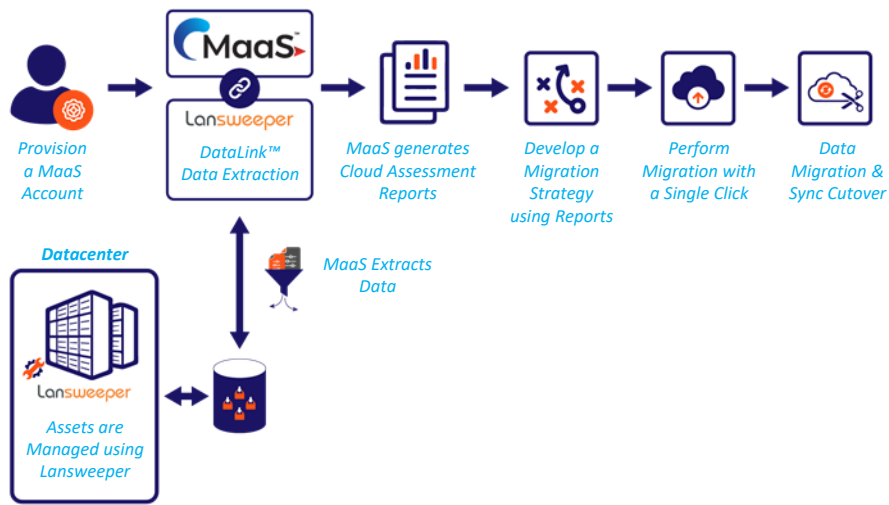 MaaS™
Lansweeper
Provision
a MaaS
Account
DataLink™
Data Extraction
MaaS generates
Cloud Assessment
Reports
Develop a
Migration
Strategy
using Reports
Perform
Migration with
a Single Click
Data
Migration &
Sync Cutover
Datacenter
MaaS Extracts
Data
Lansweeper
Assets are
Managed using
Lansweeper